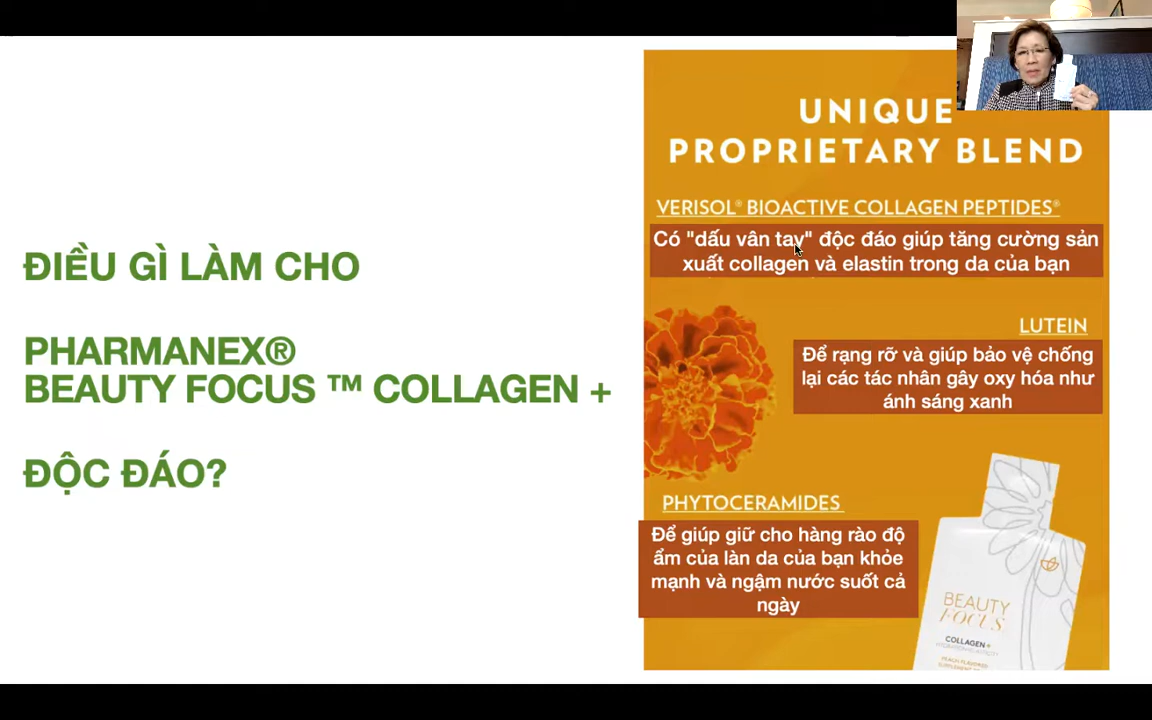 ĐIỀU GÌ LÀM CHO
PHARMANEX®
BEAUTY FOCUS ™ COLLAGEN +
ĐỘC ĐÁO?
UNIQUE
PROPRIETARY BLEND
VERISOL® BIOACTIVE COLLAGEN PEPTIDES®
Có "dấu vân tay" độc đáo giúp tăng cường sản
xuất collagen và elastin trong da của bạn
LUTEIN
Để rạng rỡ và giúp bảo vệ chống
lại các tác nhân gây oxy hóa như
ánh sáng xanh
PHYTOCERAMIDES
Để giúp giữ cho hàng rào độ
ẩm của làn da của bạn khỏe
mạnh và ngậm nước suốt cả
ngày
BEAUTY
FOCUS
COLLAGEN+
PEACH FLAVORED